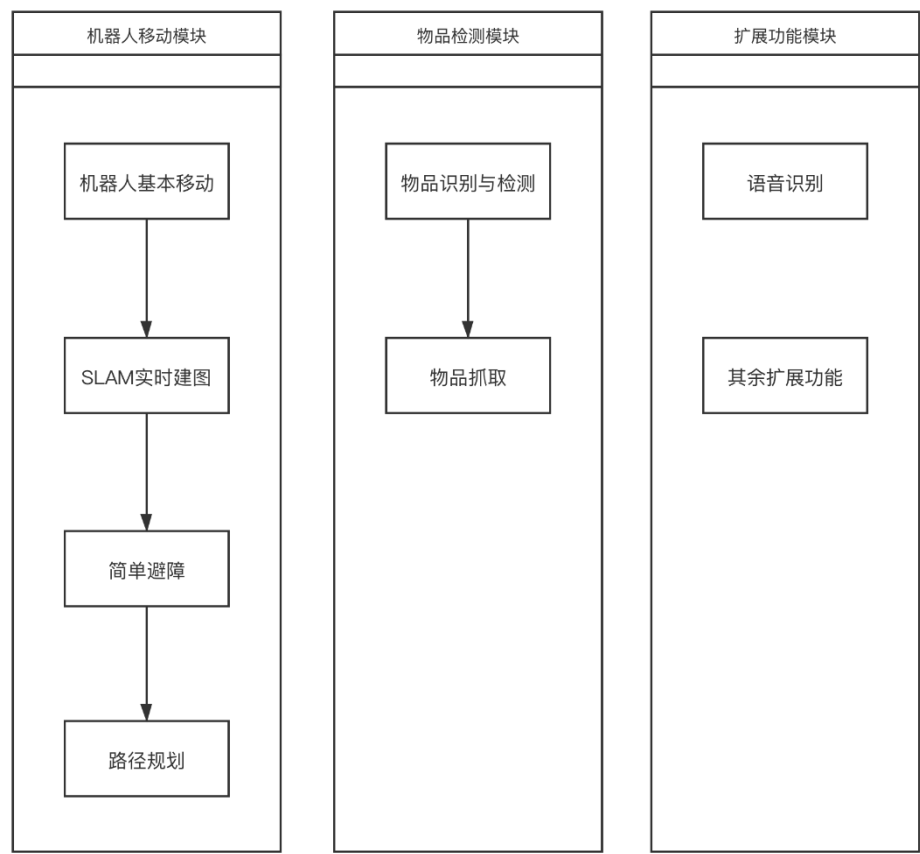 机器人移动模块
机器人基本移动
SLAM实时建图
简单避障
路径规划
物品检测模块
物品识别与检测
物品抓取
扩展功能模块
语音识别
其余扩展功能